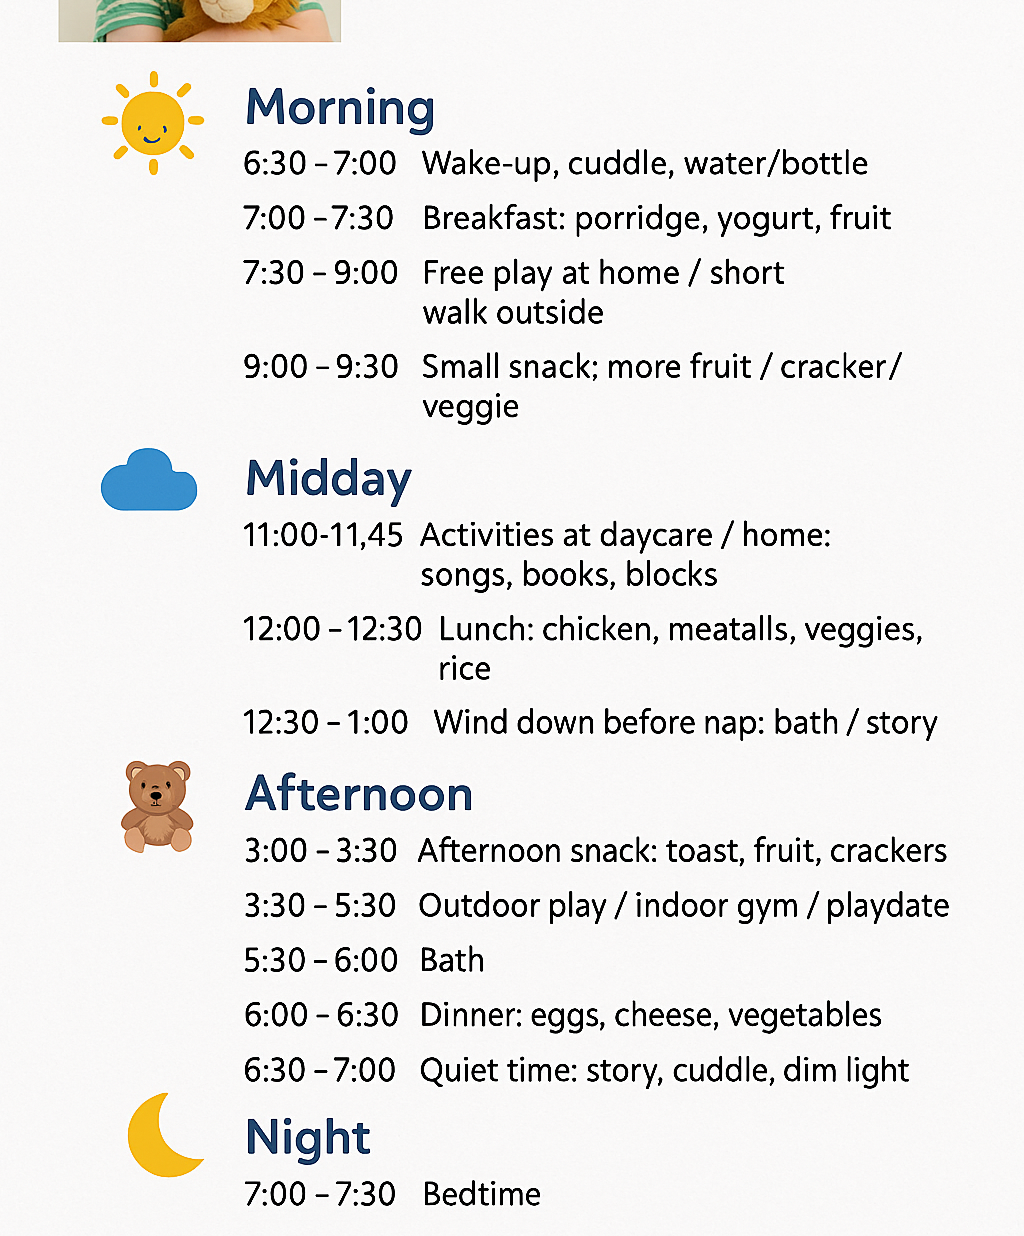 Morning
6:30 – 7:00 Wake-up, cuddle, water/bottle
7:00 – 7:30 Breakfast: porridge, yogurt, fruit
7:30 – 9:00 Free play at home / short
walk outside
9:00 – 9:30 Small snack; more fruit / cracker/
veggie
Midday
11:00-11,45 Activities at daycare / home:
songs, books, blocks
12:00 – 12:30 Lunch: chicken, meatalls, veggies,
rice
12:30 – 1:00 Wind down before nap: bath / story
Afternoon
3:00 – 3:30 Afternoon snack: toast, fruit, crackers
3:30 – 5:30 Outdoor play / indoor gym / playdate
5:30 – 6:00 Bath
6:00 – 6:30 Dinner: eggs, cheese, vegetables
6:30 – 7:00 Quiet time: story, cuddle, dim light
Night
7:00 – 7:30 Bedtime